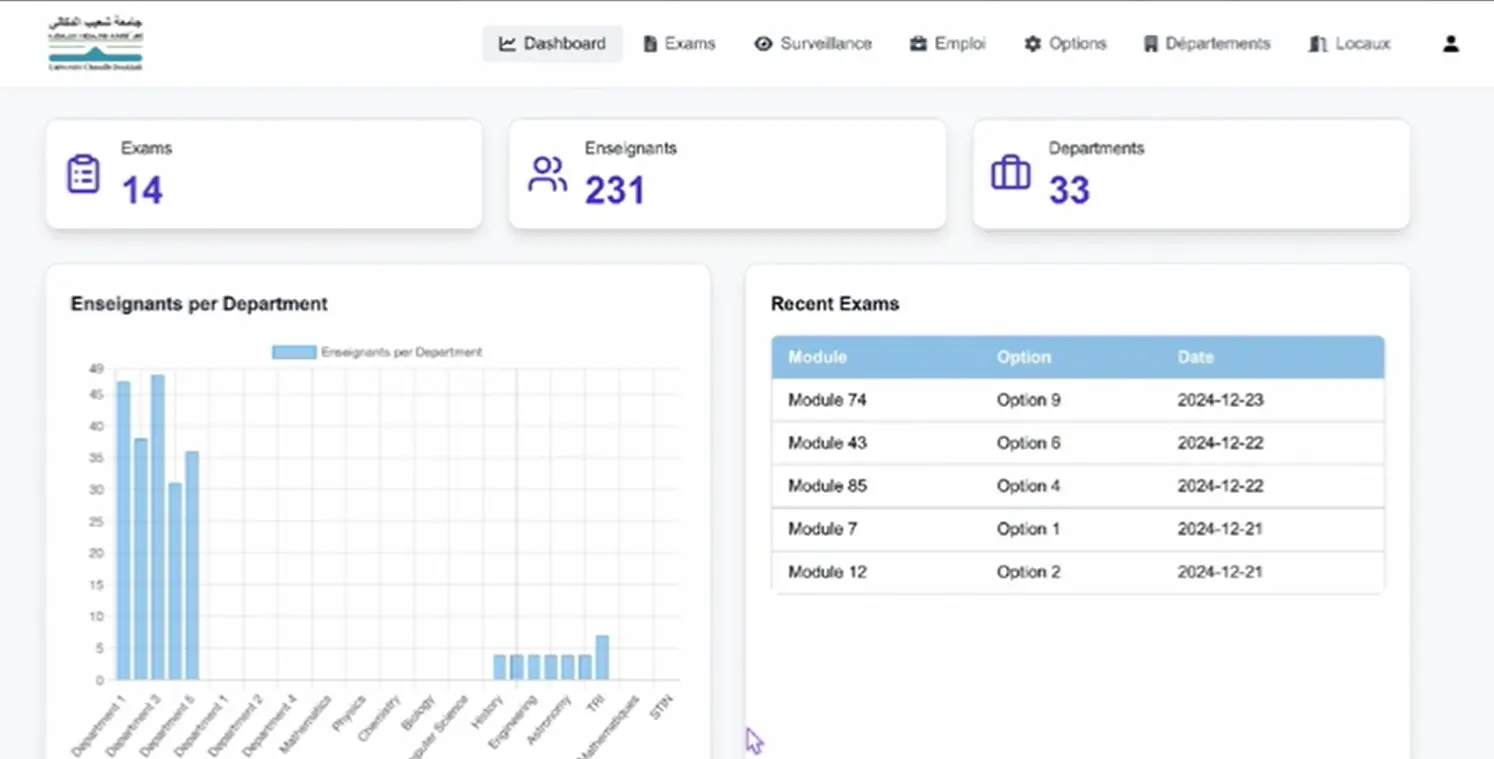 جامعة شعيب الدكالي
Université Chouaib Doukkali
Dashboard
Exams
Surveillance
Emploi
Options
Départements
Locaux
Exams
14
Enseignants
231
Departments
33
Enseignants per Department
Enseignants per Department
49
45
40
35
30
25
20
15
10
5
0
Department 1
Department 3
Department 5
Department 1
Department 2
Department 4
Mathematics
Physics
Chemistry
Biology
puter Science
History
Engineering
Astronomy
TRI
Mathematiques
STIN
Recent Exams
Module Option Date
Module 74 Option 9 2024-12-23
Module 43 Option 6 2024-12-22
Module 85 Option 4 2024-12-22
Module 7 Option 1 2024-12-21
Module 12 Option 2 2024-12-21